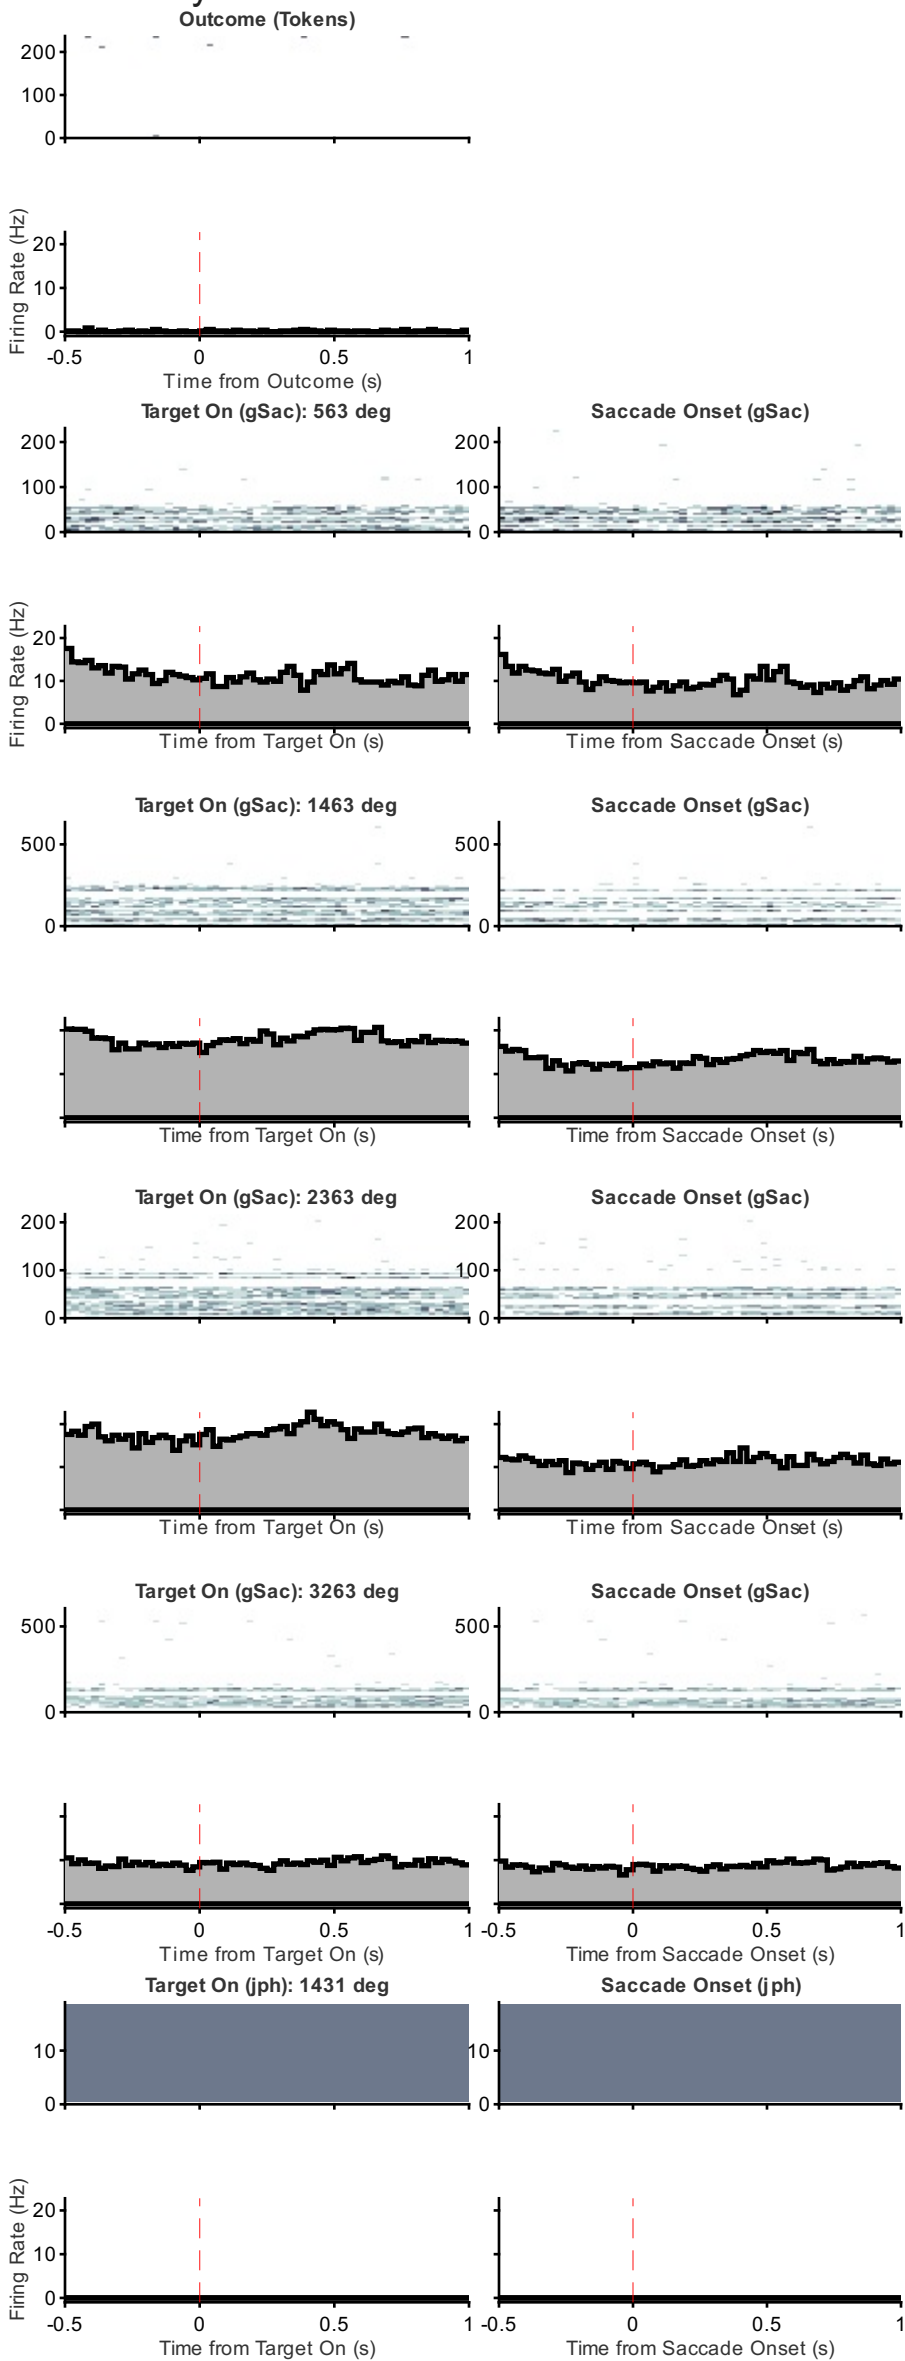 Outcome (Tokens)
200
100
0
Firing Rate (Hz)
20
10
0
-0.5 0 0.5 1
Time from Outcome (s)
Target On (gSac): 563 deg Saccade Onset (gSac)
200 200
100 100
0 0
Firing Rate (Hz)
20
10
0
Time from Target On (s) Time from Saccade Onset (s)
Target On (gSac): 1463 deg Saccade Onset (gSac)
500 500
0 0
Time from Target On (s) Time from Saccade Onset (s)
Target On (gSac): 2363 deg Saccade Onset (gSac)
200 200
100 100
0 0
Time from Target On (s) Time from Saccade Onset (s)
Target On (gSac): 3263 deg Saccade Onset (gSac)
500 500
0 0
-0.5 0 0.5 1 -0.5 0 0.5 1
Time from Target On (s) Time from Saccade Onset (s)
Target On (jph): 1431 deg Saccade Onset (jph)
10 10
0 0
Firing Rate (Hz)
20
10
0
-0.5 0 0.5 1 -0.5 0 0.5 1
Time from Target On (s) Time from Saccade Onset (s)